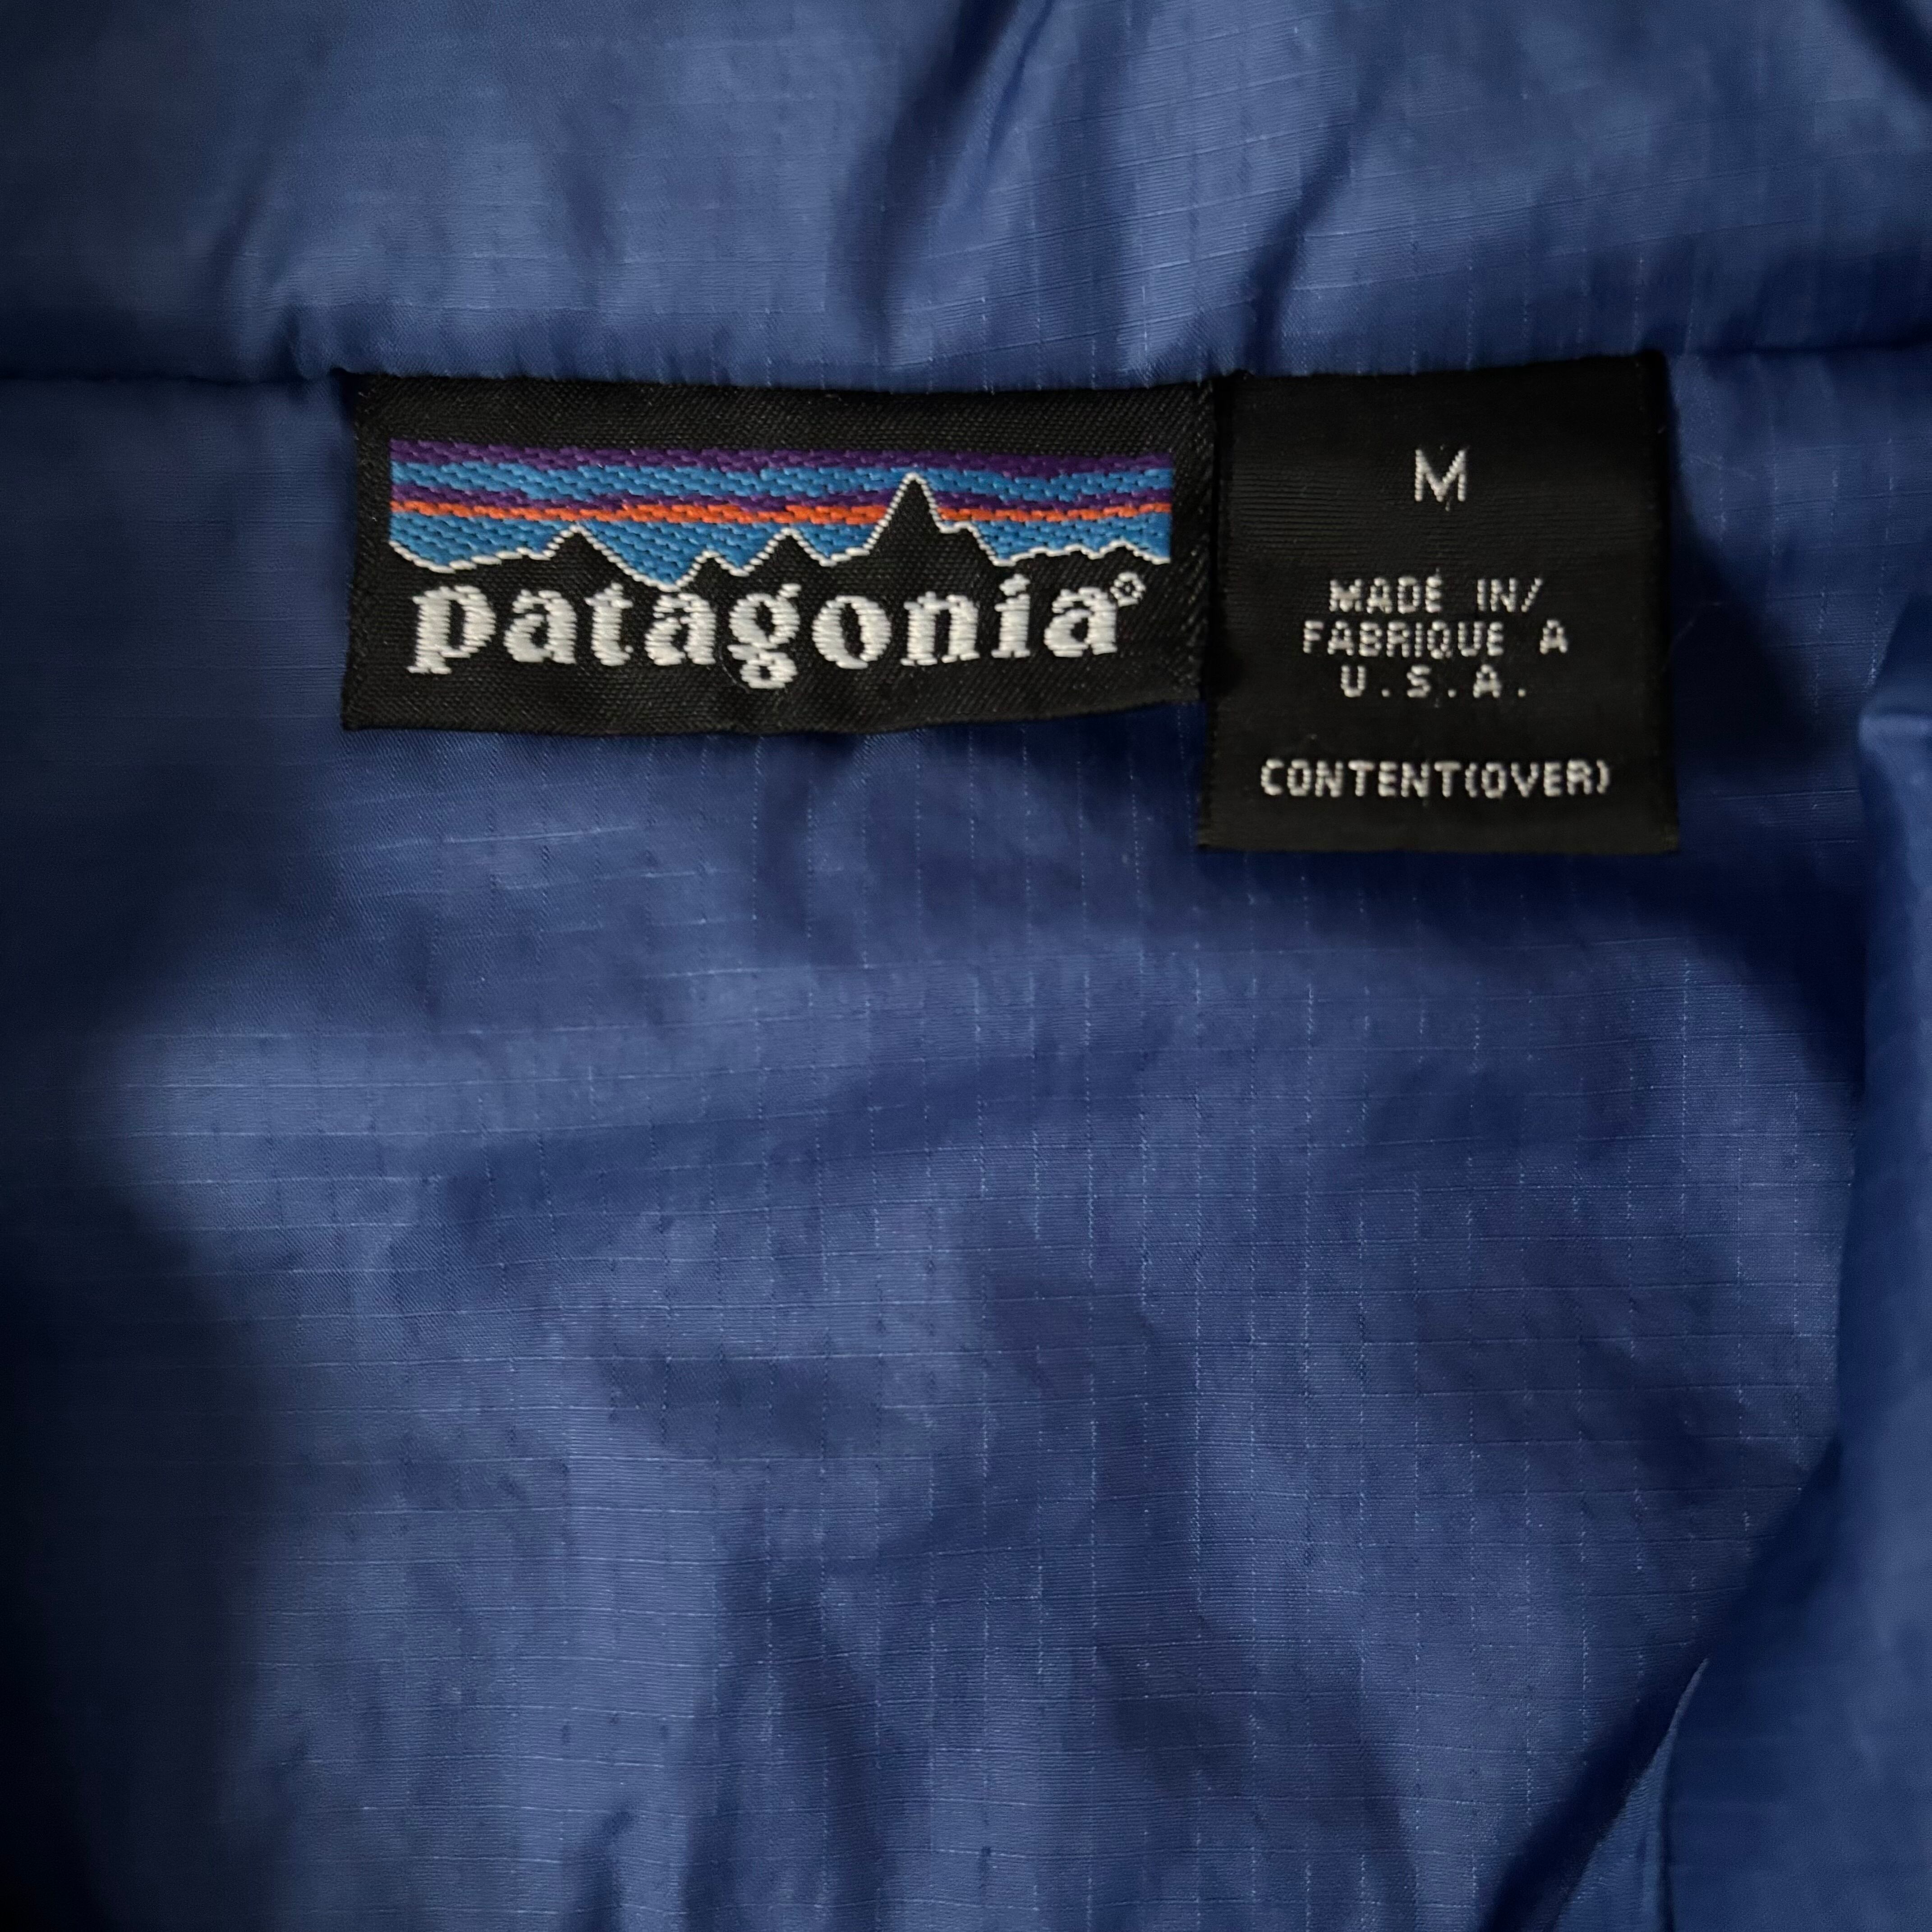 patagonia®
M
MADE IN/
FABRIQUE A
U.S.A.
CONTENT(OVER)